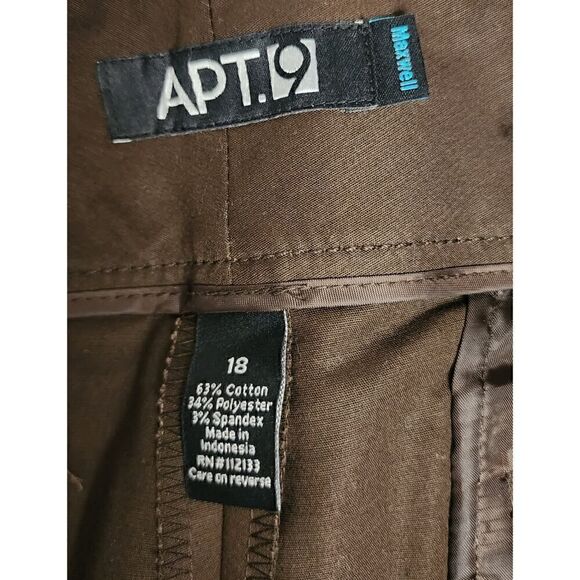 APT.9
Maxwell
18
63% Cotton
34% Polyester
3% Spandex
Made in
Indonesia
RN#112133
Care on reverse